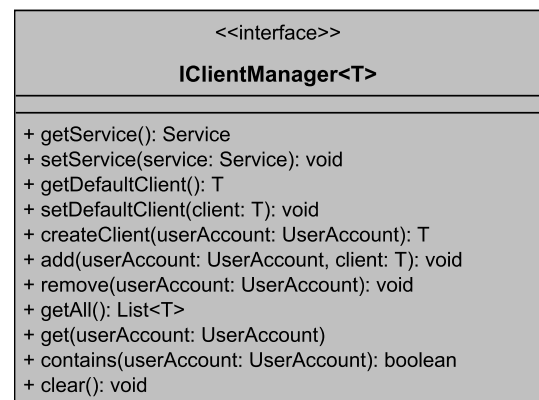 <<interface>>
IClientManager<T>
+ getService(): Service
+ setService(service: Service): void
+ getDefaultClient(): T
+ setDefaultClient(client: T): void
+ createClient(userAccount: UserAccount): T
+ add(userAccount: UserAccount, client: T): void
+ remove(userAccount: UserAccount): void
+ getAll(): List<T>
+ get(userAccount: UserAccount)
+ contains(userAccount: UserAccount): boolean
+ clear(): void